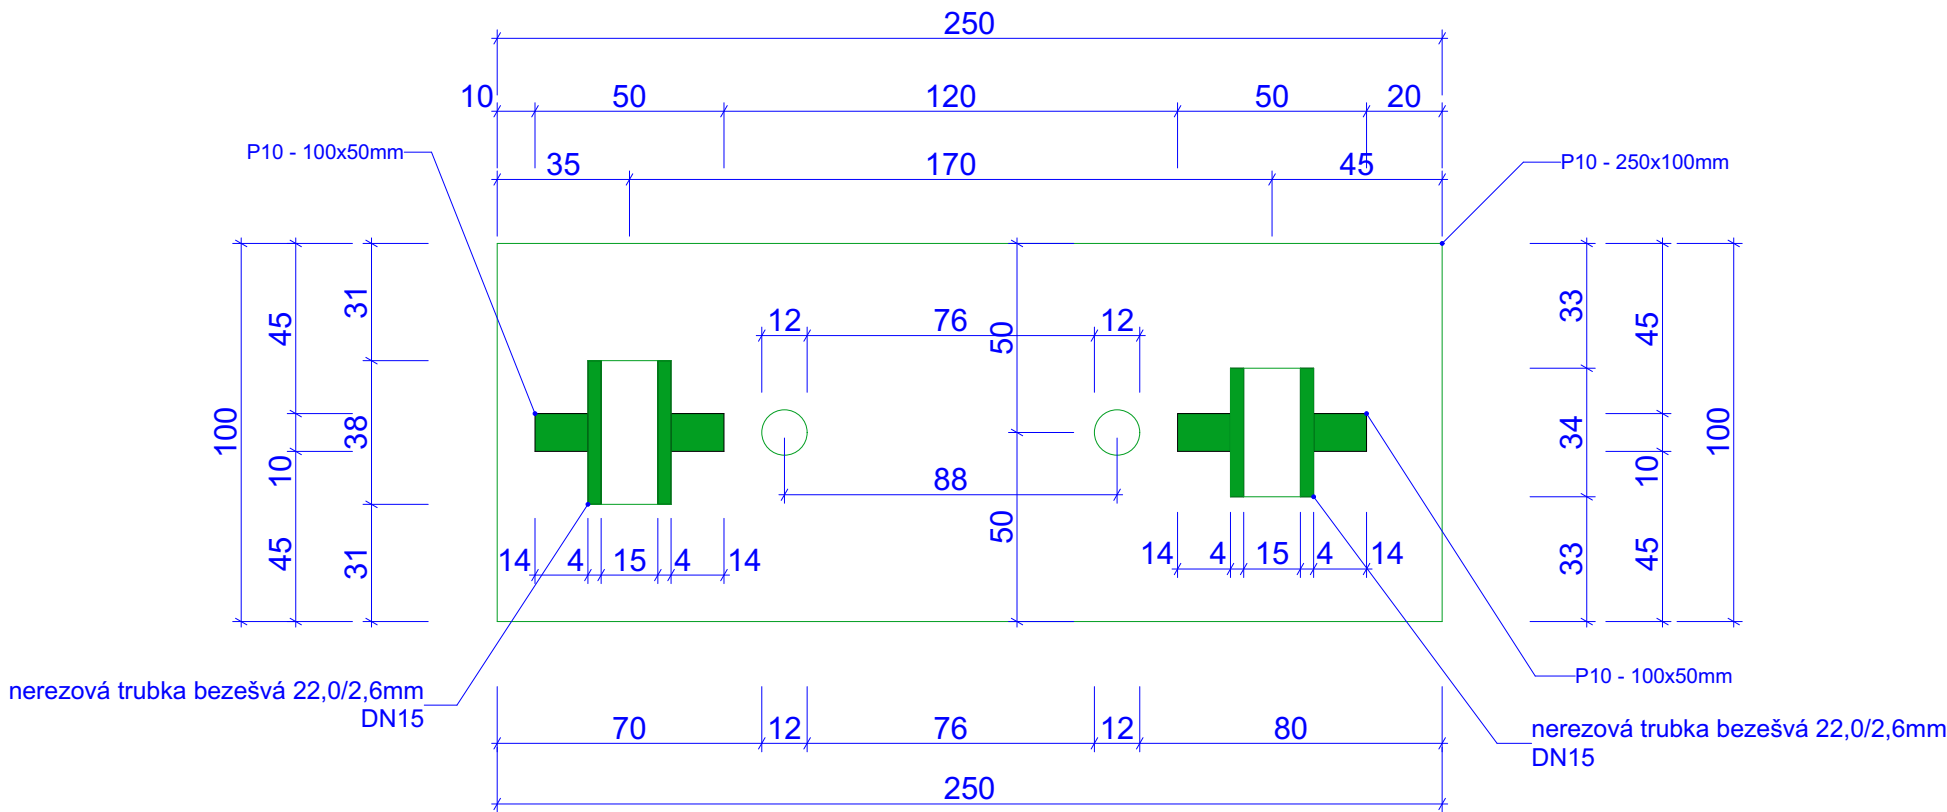 250
10 50 120 50 20
P10 - 100x50mm
35 170 45
P10 - 250x100mm
100
45
10
45
31
38
31
12 76 12
50
88
50
14 4 15 4 14
14 4 15 4 14
33
34
33
45
10
45
100
nerezová trubka bezešvá 22,0/2,6mm
DN15
P10 - 100x50mm
nerezová trubka bezešvá 22,0/2,6mm
DN15
70 12 76 12 80
250